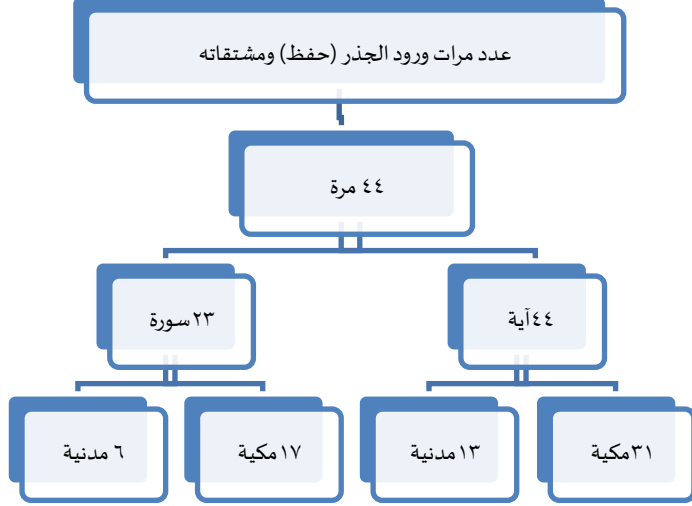 عدد مرات ورود الجذر (حفظ) ومشتقاته
٤٤ مرة
٤٤آية
٢٣سورة
٣١مكية
١٣مدنية
١٧مكية
٦ مدنية